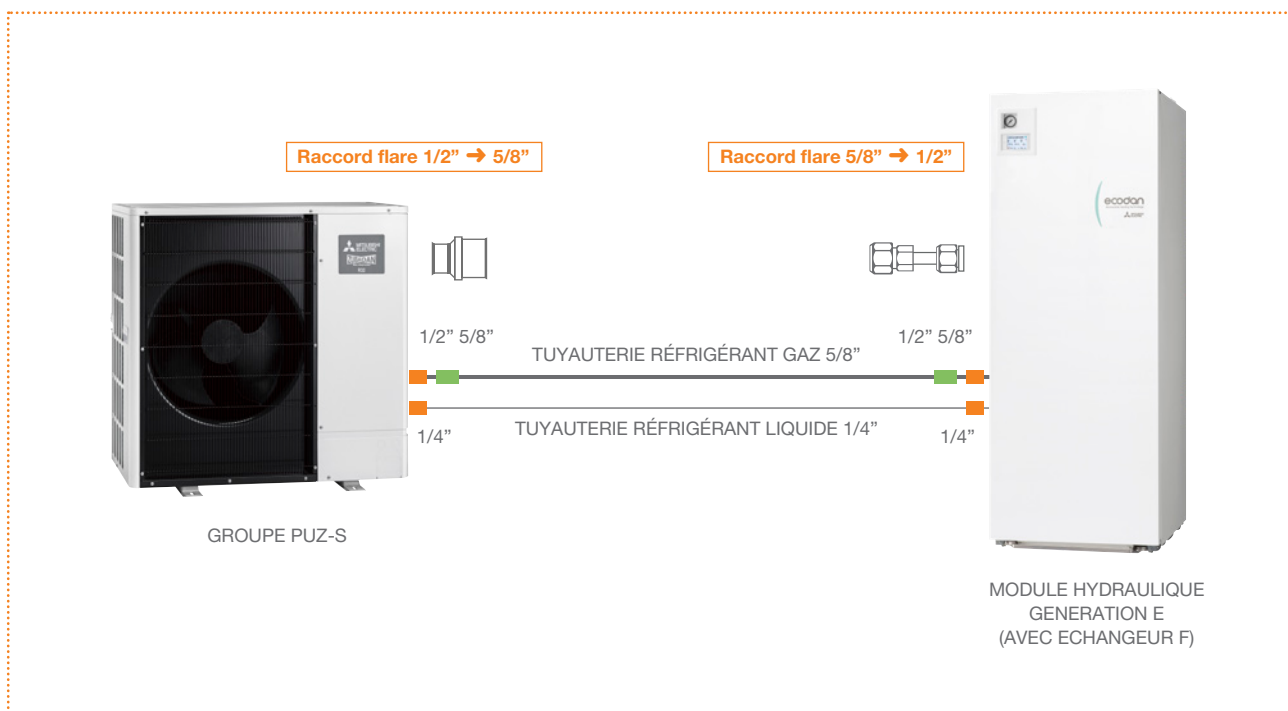 Raccord flare 1/2” ➔ 5/8”
Raccord flare 5/8” ➔ 1/2”
ecodan
MITSUBISHI
ELECTRIC
1/2” 5/8”
TUYAUTERIE RÉFRIGÉRANT GAZ 5/8”
1/2” 5/8”
1/4”
TUYAUTERIE RÉFRIGÉRANT LIQUIDE 1/4”
1/4”
GROUPE PUZ-S
MODULE HYDRAULIQUE
GENERATION E
(AVEC ECHANGEUR F)